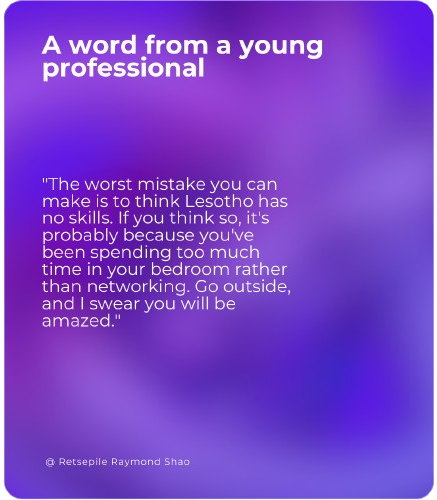 A word from a young
professional
"The worst mistake you can
make is to think Lesotho has
no skills. If you think so, it's
probably because you've
been spending too much
time in your bedroom rather
than networking. Go outside,
and I swear you will be
amazed."
@ Retsepile Raymond Shao